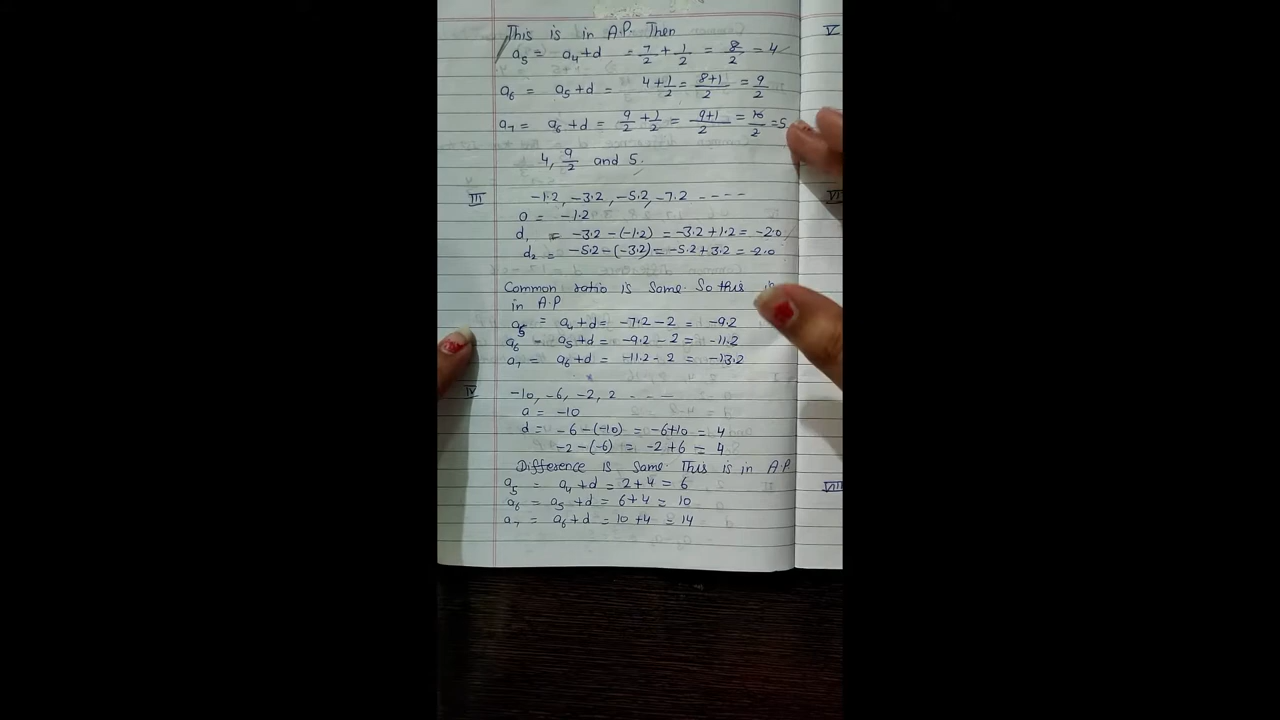 This is in A.P. Then
a5 = a4+d = 7/2 + 1/2 = 8/2 = 4
a6 = a5+d = 4+1/2 = 8+1/2 = 9/2
a7 = a6+d = 9/2 + 1/2 = 9+1/2 = 10/2 = 5
4, 9/2 and 5.
III -1.2, -3.2, -5.2, -7.2 ----
a = -1.2
d1 = -3.2-(-1.2) = -3.2+1.2 = -2.0
d2 = -5.2-(-3.2) = -5.2+3.2 = -2.0
Common ratio is Same. So this is
in A.P
a5 = a4+d = -7.2-2 = -9.2
a6 = a5+d = -9.2-2 = -11.2
a7 = a6+d = -11.2-2 = -13.2
IV -10, -6, -2, 2 ----
a = -10
d = -6-(-10) = -6+10 = 4
-2-(-6) = -2+6 = 4
Difference is Same. This is in A.P
a5 = a4+d = 2+4 = 6
a6 = a5+d = 6+4 = 10
a7 = a6+d = 10+4 = 14
V
VIII